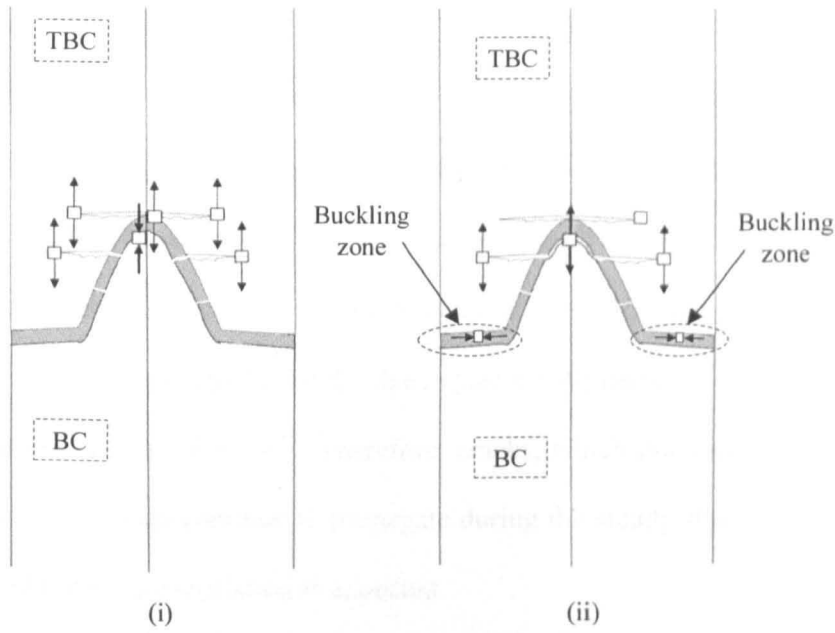 TBC
TBC
Buckling
zone
Buckling
zone
BC
BC
(i)
(ii)